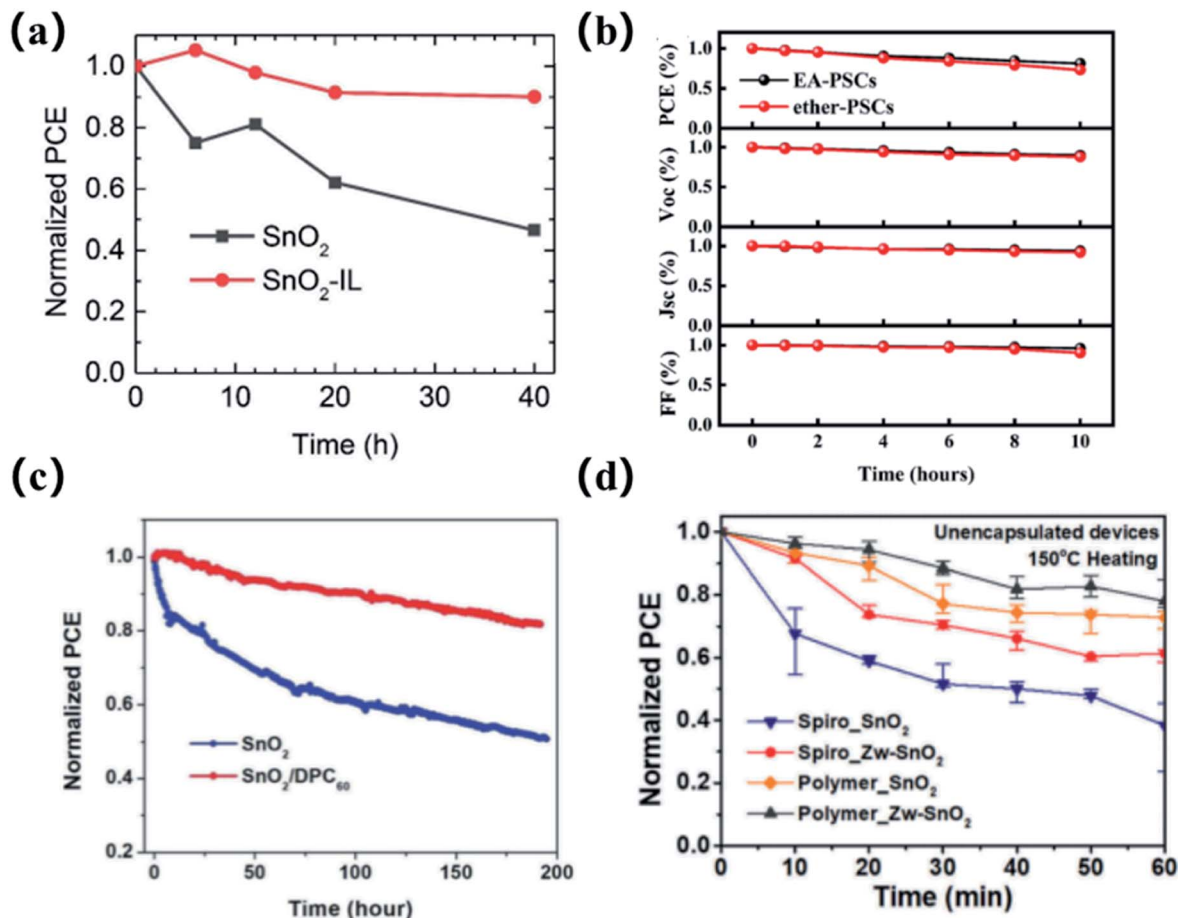 (a)
Normalized PCE
1.0
0.8
0.6
0.4
0.2
0.0
SnO2
SnO2-IL
0 10 20 30 40
Time (h)
(b)
PCE (%)
1.0
0.5
0.0
EA-PSCs
ether-PSCs
Voc (%)
1.0
0.5
0.0
Jsc (%)
1.0
0.5
0.0
FF (%)
1.0
0.5
0.0
0 2 4 6 8 10
Time (hours)
(c)
Normalized PCE
1.0
0.8
0.6
0.4
0.2
SnO2
SnO2/DPC60
0 50 100 150 200
Time (hour)
(d)
Normalized PCE
1.0
0.8
0.6
0.4
0.2
0.0
Unencapsulated devices
150°C Heating
Spiro_SnO2
Spiro_Zw-SnO2
Polymer_SnO2
Polymer_Zw-SnO2
0 10 20 30 40 50 60
Time (min)